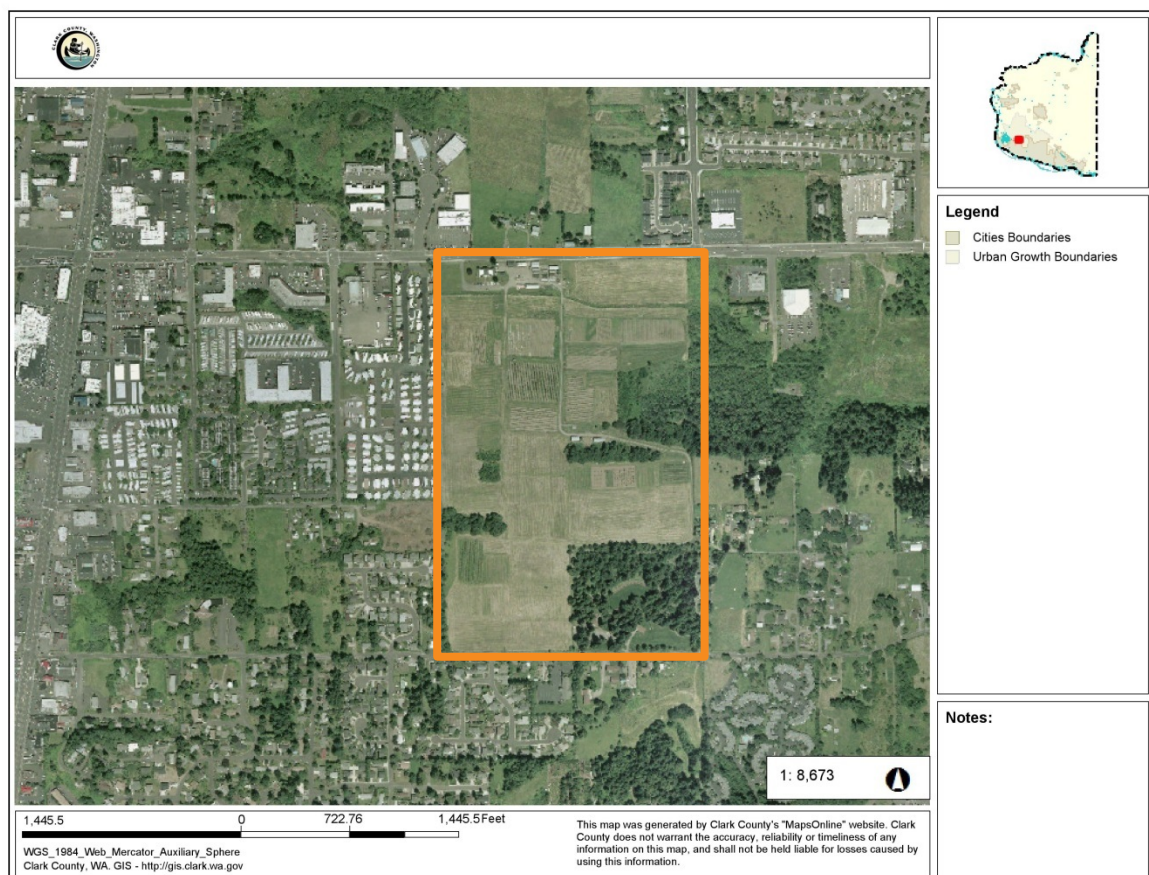 CLARK COUNTY, WASHINGTON
Legend
Cities Boundaries
Urban Growth Boundaries
Notes:
1: 8,673
1,445.5 0 722.76 1,445.5 Feet
WGS_1984_Web_Mercator_Auxiliary_Sphere
Clark County, WA. GIS - http://gis.clark.wa.gov
This map was generated by Clark County's "MapsOnline" website. Clark
County does not warrant the accuracy, reliability or timeliness of any
information on this map, and shall not be held liable for losses caused by
using this information.